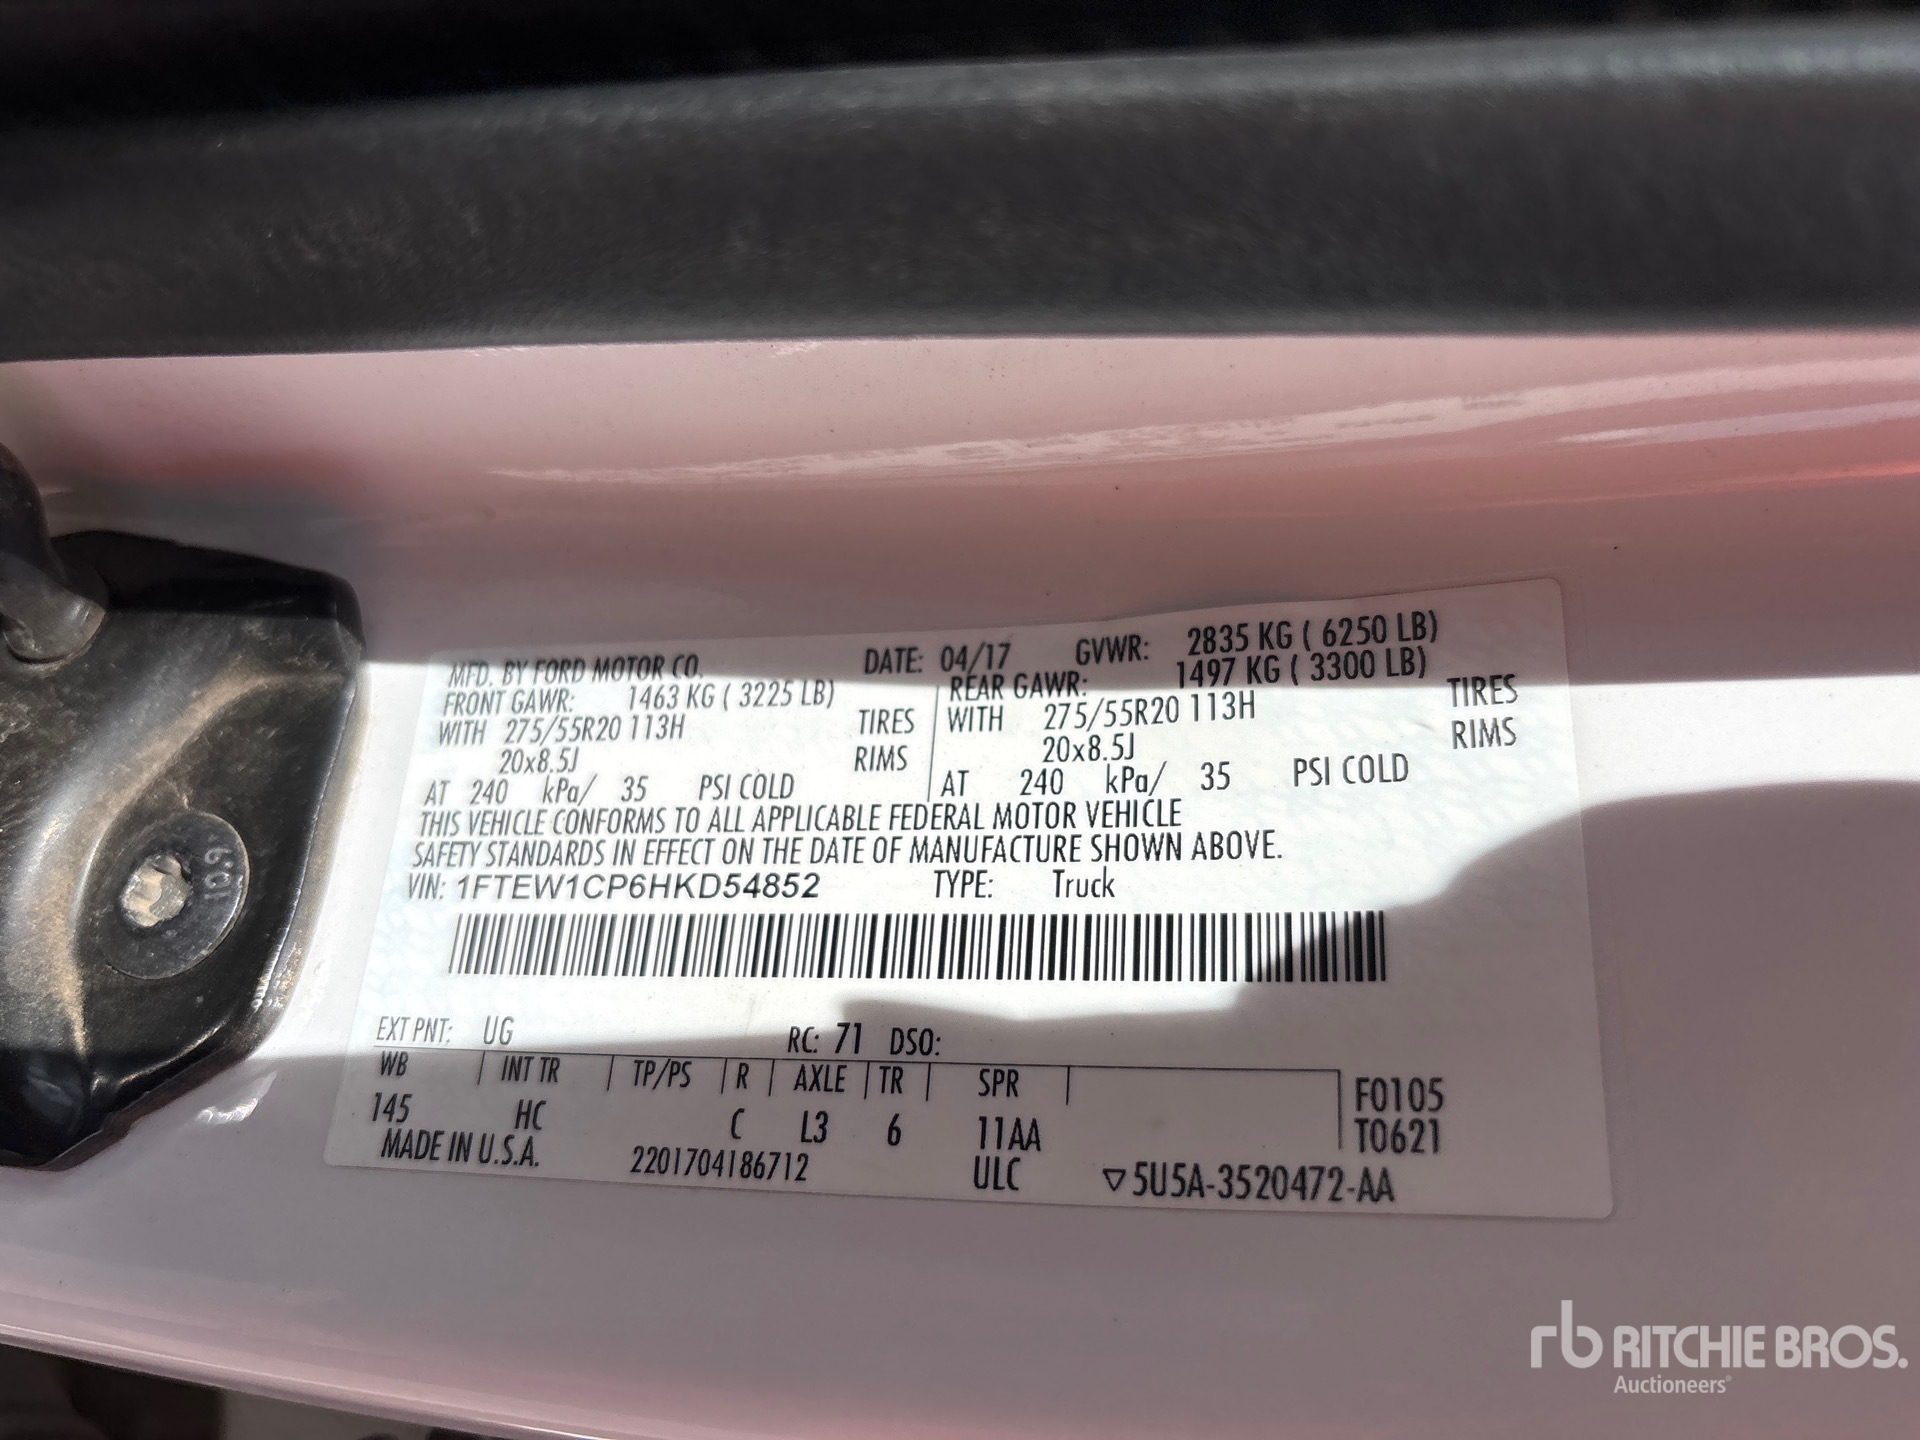 MFD. BY FORD MOTOR CO. DATE: 04/17 GVWR: 2835 KG ( 6250 LB)
FRONT GAWR: 1463 KG ( 3225 LB) REAR GAWR: 1497 KG ( 3300 LB)
WITH 275/55R20 113H TIRES WITH 275/55R20 113H TIRES
20x8.5J RIMS 20x8.5J RIMS
AT 240 kPa/ 35 PSI COLD AT 240 kPa/ 35 PSI COLD
THIS VEHICLE CONFORMS TO ALL APPLICABLE FEDERAL MOTOR VEHICLE
SAFETY STANDARDS IN EFFECT ON THE DATE OF MANUFACTURE SHOWN ABOVE.
VIN: 1FTEW1CP6HKD54852 TYPE: Truck
EXT PNT: UG RC: 71 DSO:
WB INT TR TP/PS R AXLE TR SPR F0105
145 HC C L3 6 11AA T0621
MADE IN U.S.A. 2201704186712 ULC ▽5U5A-3520472-AA
10.9
rb RITCHIE BROS.
Auctioneers®